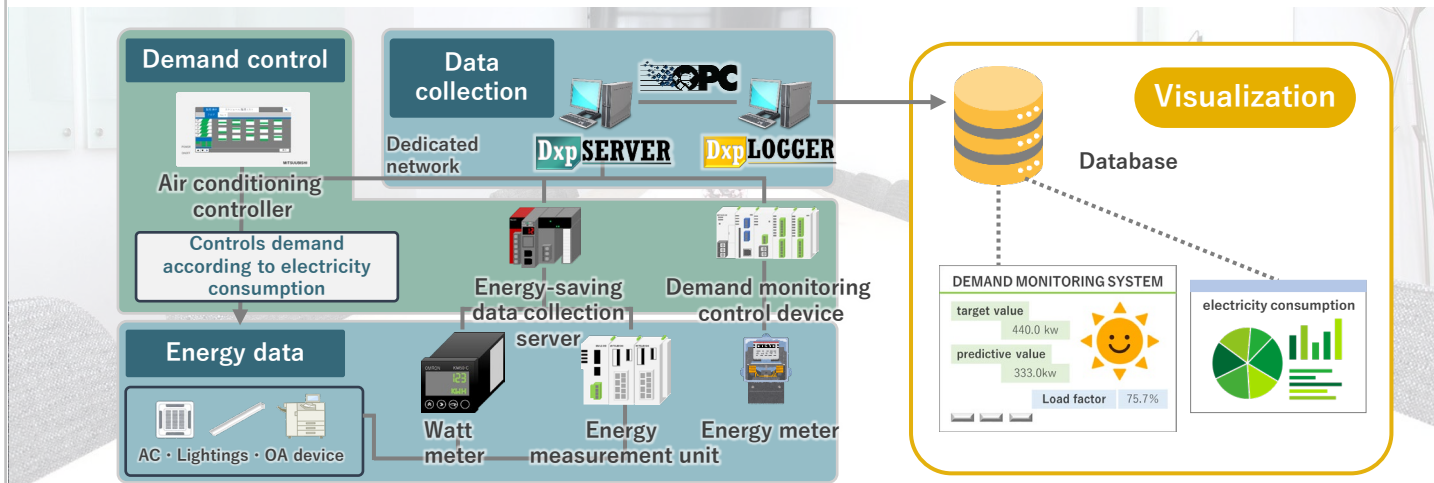 Demand control
MITSUBISHI
Air conditioning
controller
Controls demand
according to electricity
consumption
Data
collection
OPC
Dedicated
network
DxpSERVER
DxpLOGGER
Energy-saving
data collection
server
Demand monitoring
control device
Energy data
AC・Lightings・OA device
OMRON
123
Watt
meter
Energy
measurement unit
Energy meter
Visualization
Database
DEMAND MONITORING SYSTEM
target value
440.0 kw
predictive value
333.0kw
Load factor 75.7%
electricity consumption